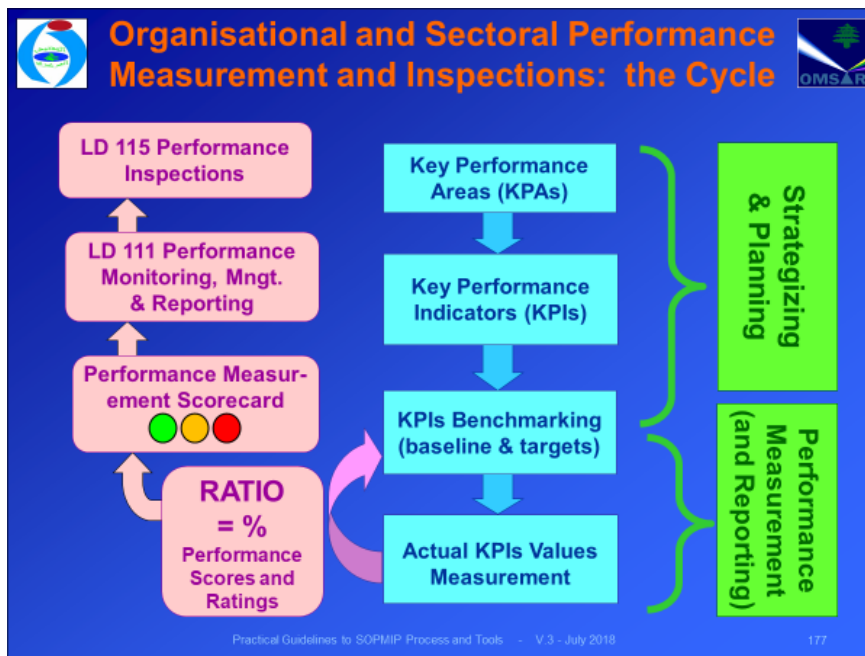 Organisational and Sectoral Performance
Measurement and Inspections: the Cycle
OMSAR
LD 115 Performance
Inspections
LD 111 Performance
Monitoring, Mngt.
& Reporting
Performance Measur-
ement Scorecard
RATIO
= %
Performance
Scores and
Ratings
Key Performance
Areas (KPAs)
Key Performance
Indicators (KPIs)
KPIs Benchmarking
(baseline & targets)
Actual KPIs Values
Measurement
Strategizing
& Planning
Performance
Measurement
(and Reporting)
Practical Guidelines to SOPMIP Process and Tools - V.3 - July 2018
177